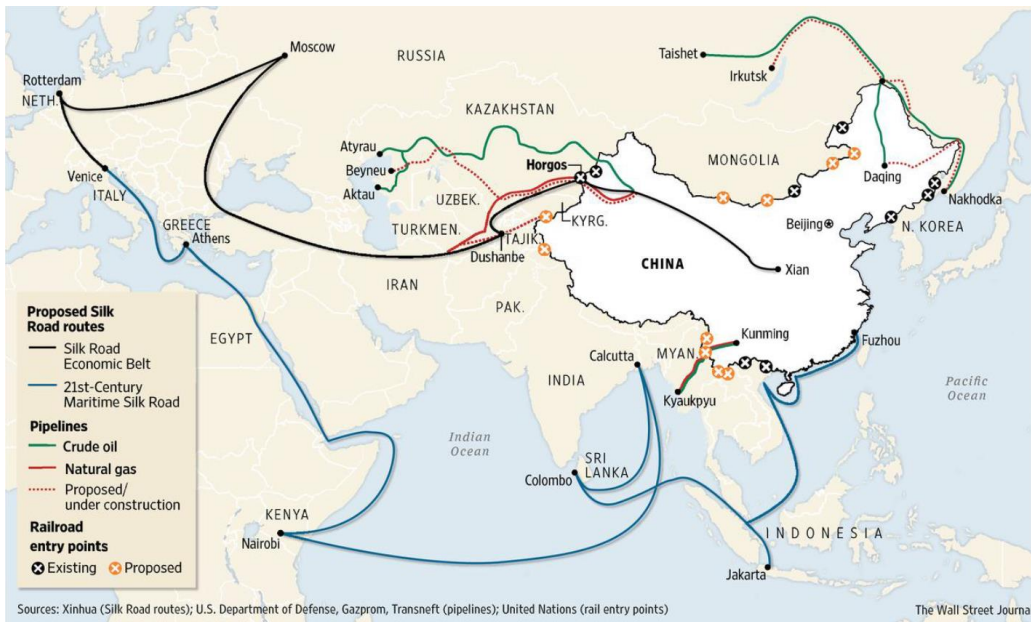 Moscow
RUSSIA
Taishet
Irkutsk
Rotterdam
NETH.
KAZAKHSTAN
Atyrau
Beyneu
Aktau
Horgos
MONGOLIA
Daqing
Nakhodka
Venice
ITALY
UZBEK.
GREECE
Athens
TURKMEN.
KYRG.
TAJIK.
Dushanbe
Beijing
N. KOREA
CHINA
Xian
IRAN
PAK.
EGYPT
Kunming
Fuzhou
MYAN.
Calcutta
INDIA
Kyaukpyu
Pacific
Ocean
Indian
Ocean
SRI
LANKA
Colombo
KENYA
Nairobi
INDONESIA
Jakarta
Proposed Silk
Road routes
Silk Road
Economic Belt
21st-Century
Maritime Silk Road
Pipelines
Crude oil
Natural gas
Proposed/
under construction
Railroad
entry points
Existing Proposed
Sources: Xinhua (Silk Road routes); U.S. Department of Defense, Gazprom, Transneft (pipelines); United Nations (rail entry points)
The Wall Street Journa